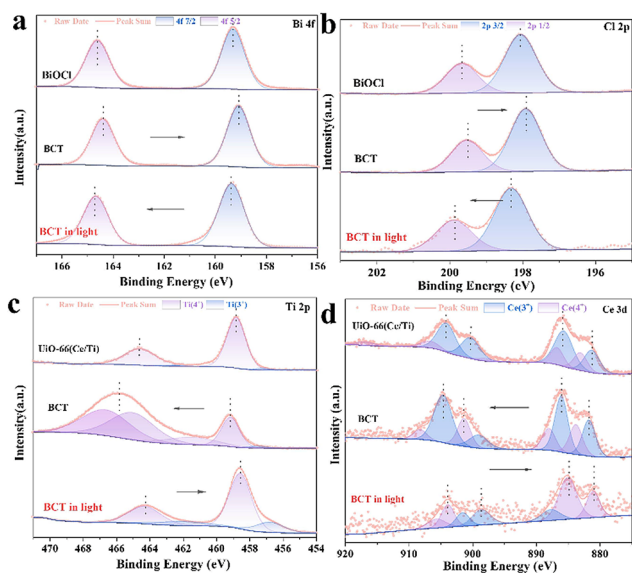 a
Raw Date Peak Sum 4f 7/2 4f 5/2
Bi 4f
BiOCl
BCT
BCT in light
Intensity(a.u.)
166 164 162 160 158 156
Binding Energy (eV)
b
Raw Date Peak Sum 2p 3/2 2p 1/2
Cl 2p
BiOCl
BCT
BCT in light
Intensity(a.u.)
202 200 198 196
Binding Energy (eV)
c
Raw Date Peak Sum Ti(4+) Ti(3+)
Ti 2p
UiO-66(Ce/Ti)
BCT
BCT in light
Intensity(a.u.)
470 468 466 464 462 460 458 456 454
Binding Energy (eV)
d
Raw Date Peak Sum Ce(3+) Ce(4+)
Ce 3d
UiO-66(Ce/Ti)
BCT
BCT in light
Intensity(a.u.)
920 910 900 890 880
Binding Energy (eV)